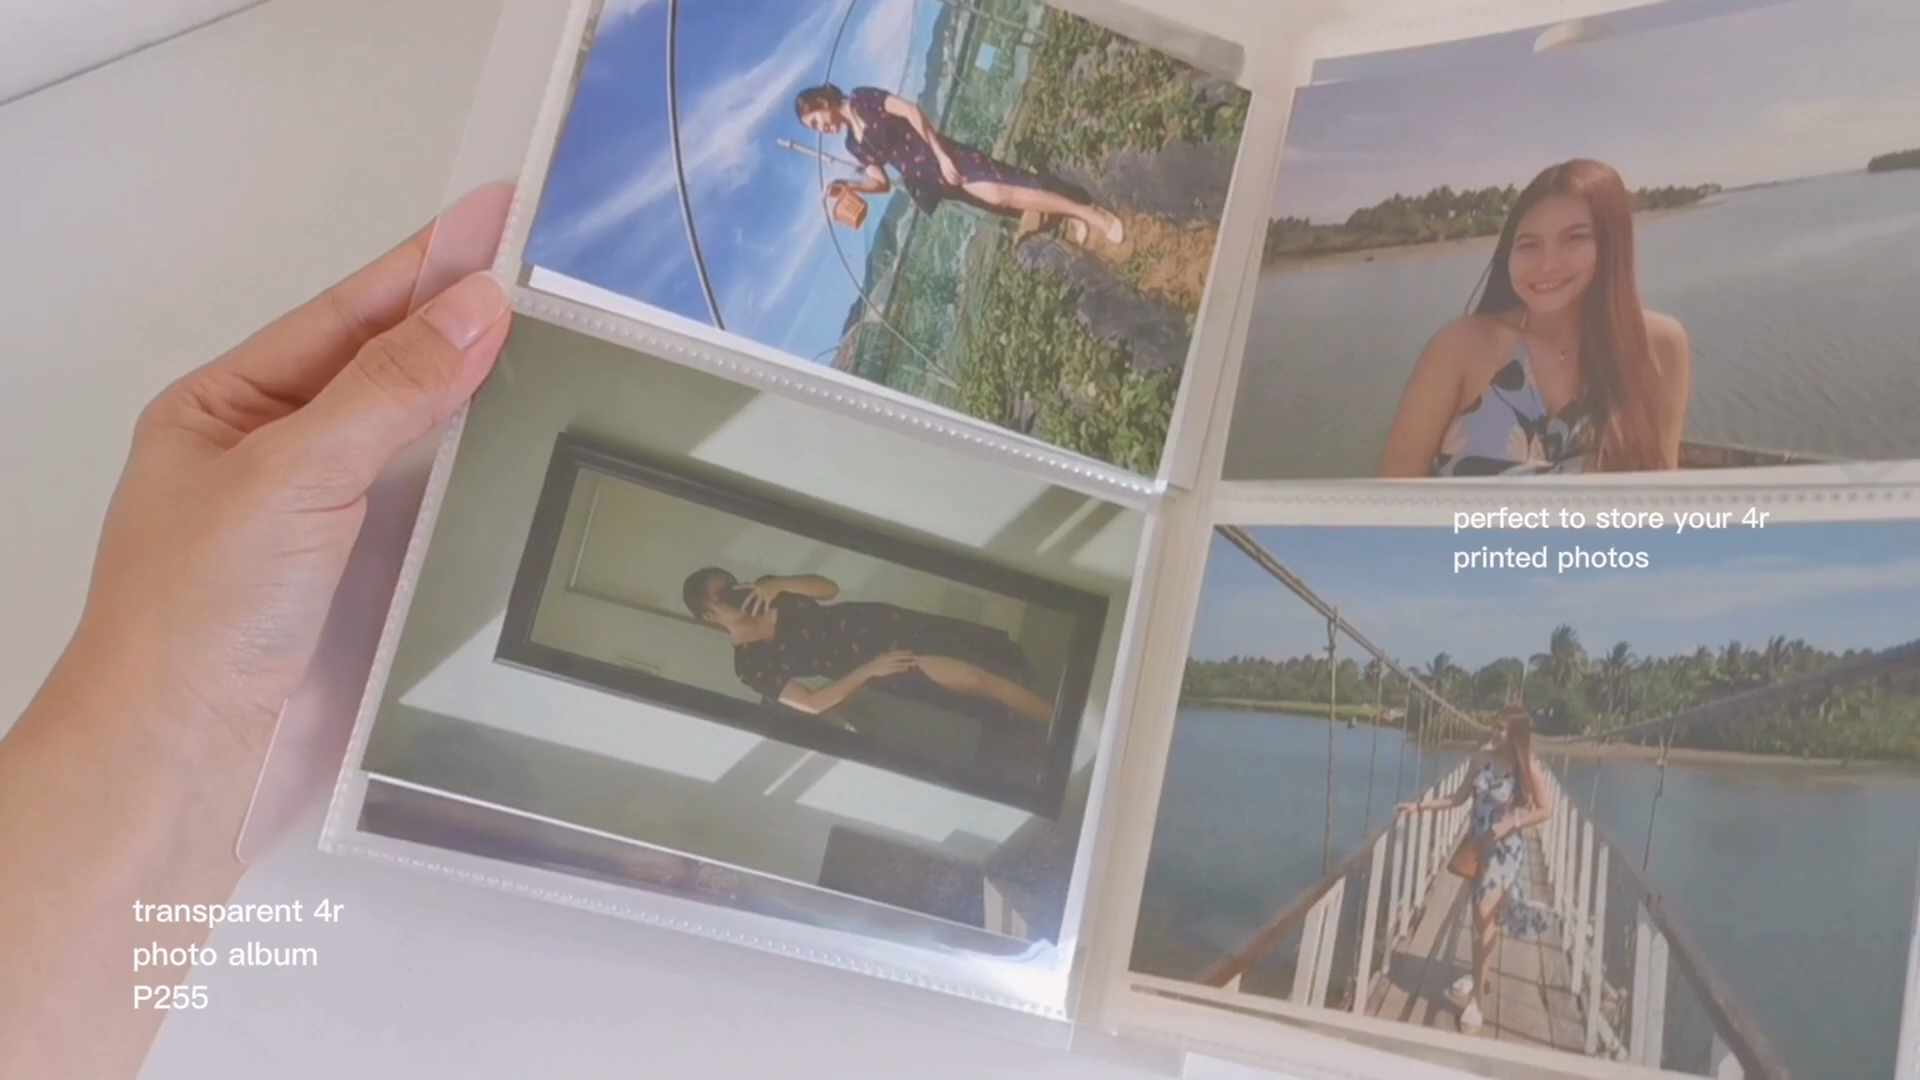 perfect to store your 4r
printed photos
transparent 4r
photo album
P255